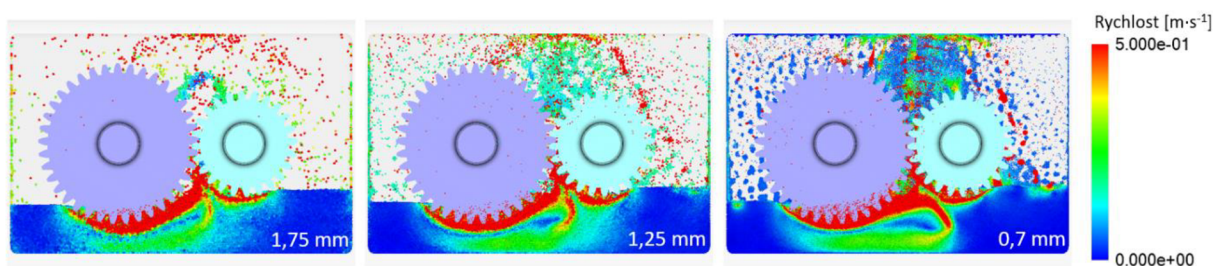 Rychlost [m·s⁻¹]
5.000e-01
0.000e+00
1,75 mm
1,25 mm
0,7 mm